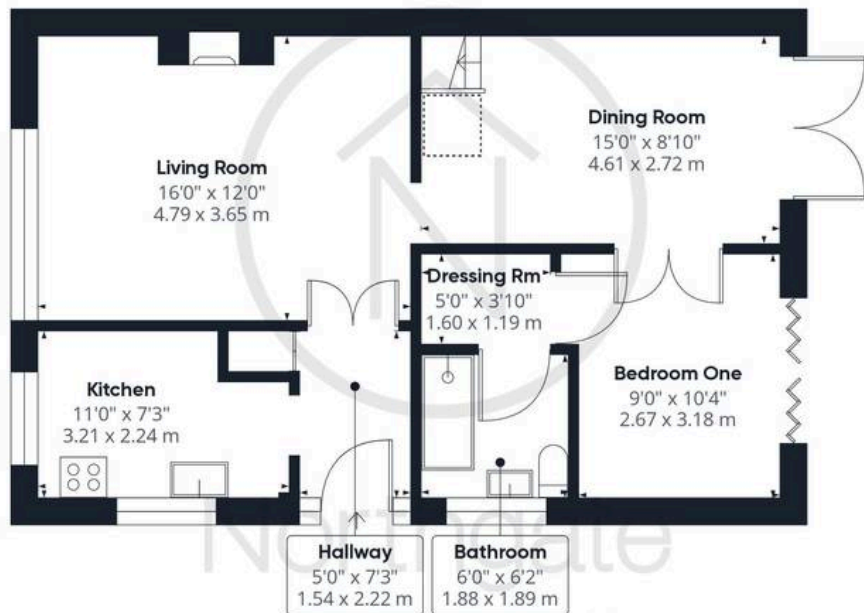 Living Room
16'0" x 12'0"
4.79 x 3.65 m
Dining Room
15'0" x 8'10"
4.61 x 2.72 m
Dressing Rm
5'0" x 3'10"
1.60 x 1.19 m
Kitchen
11'0" x 7'3"
3.21 x 2.24 m
Bedroom One
9'0" x 10'4"
2.67 x 3.18 m
Hallway
5'0" x 7'3"
1.54 x 2.22 m
Bathroom
6'0" x 6'2"
1.88 x 1.89 m
Northgate